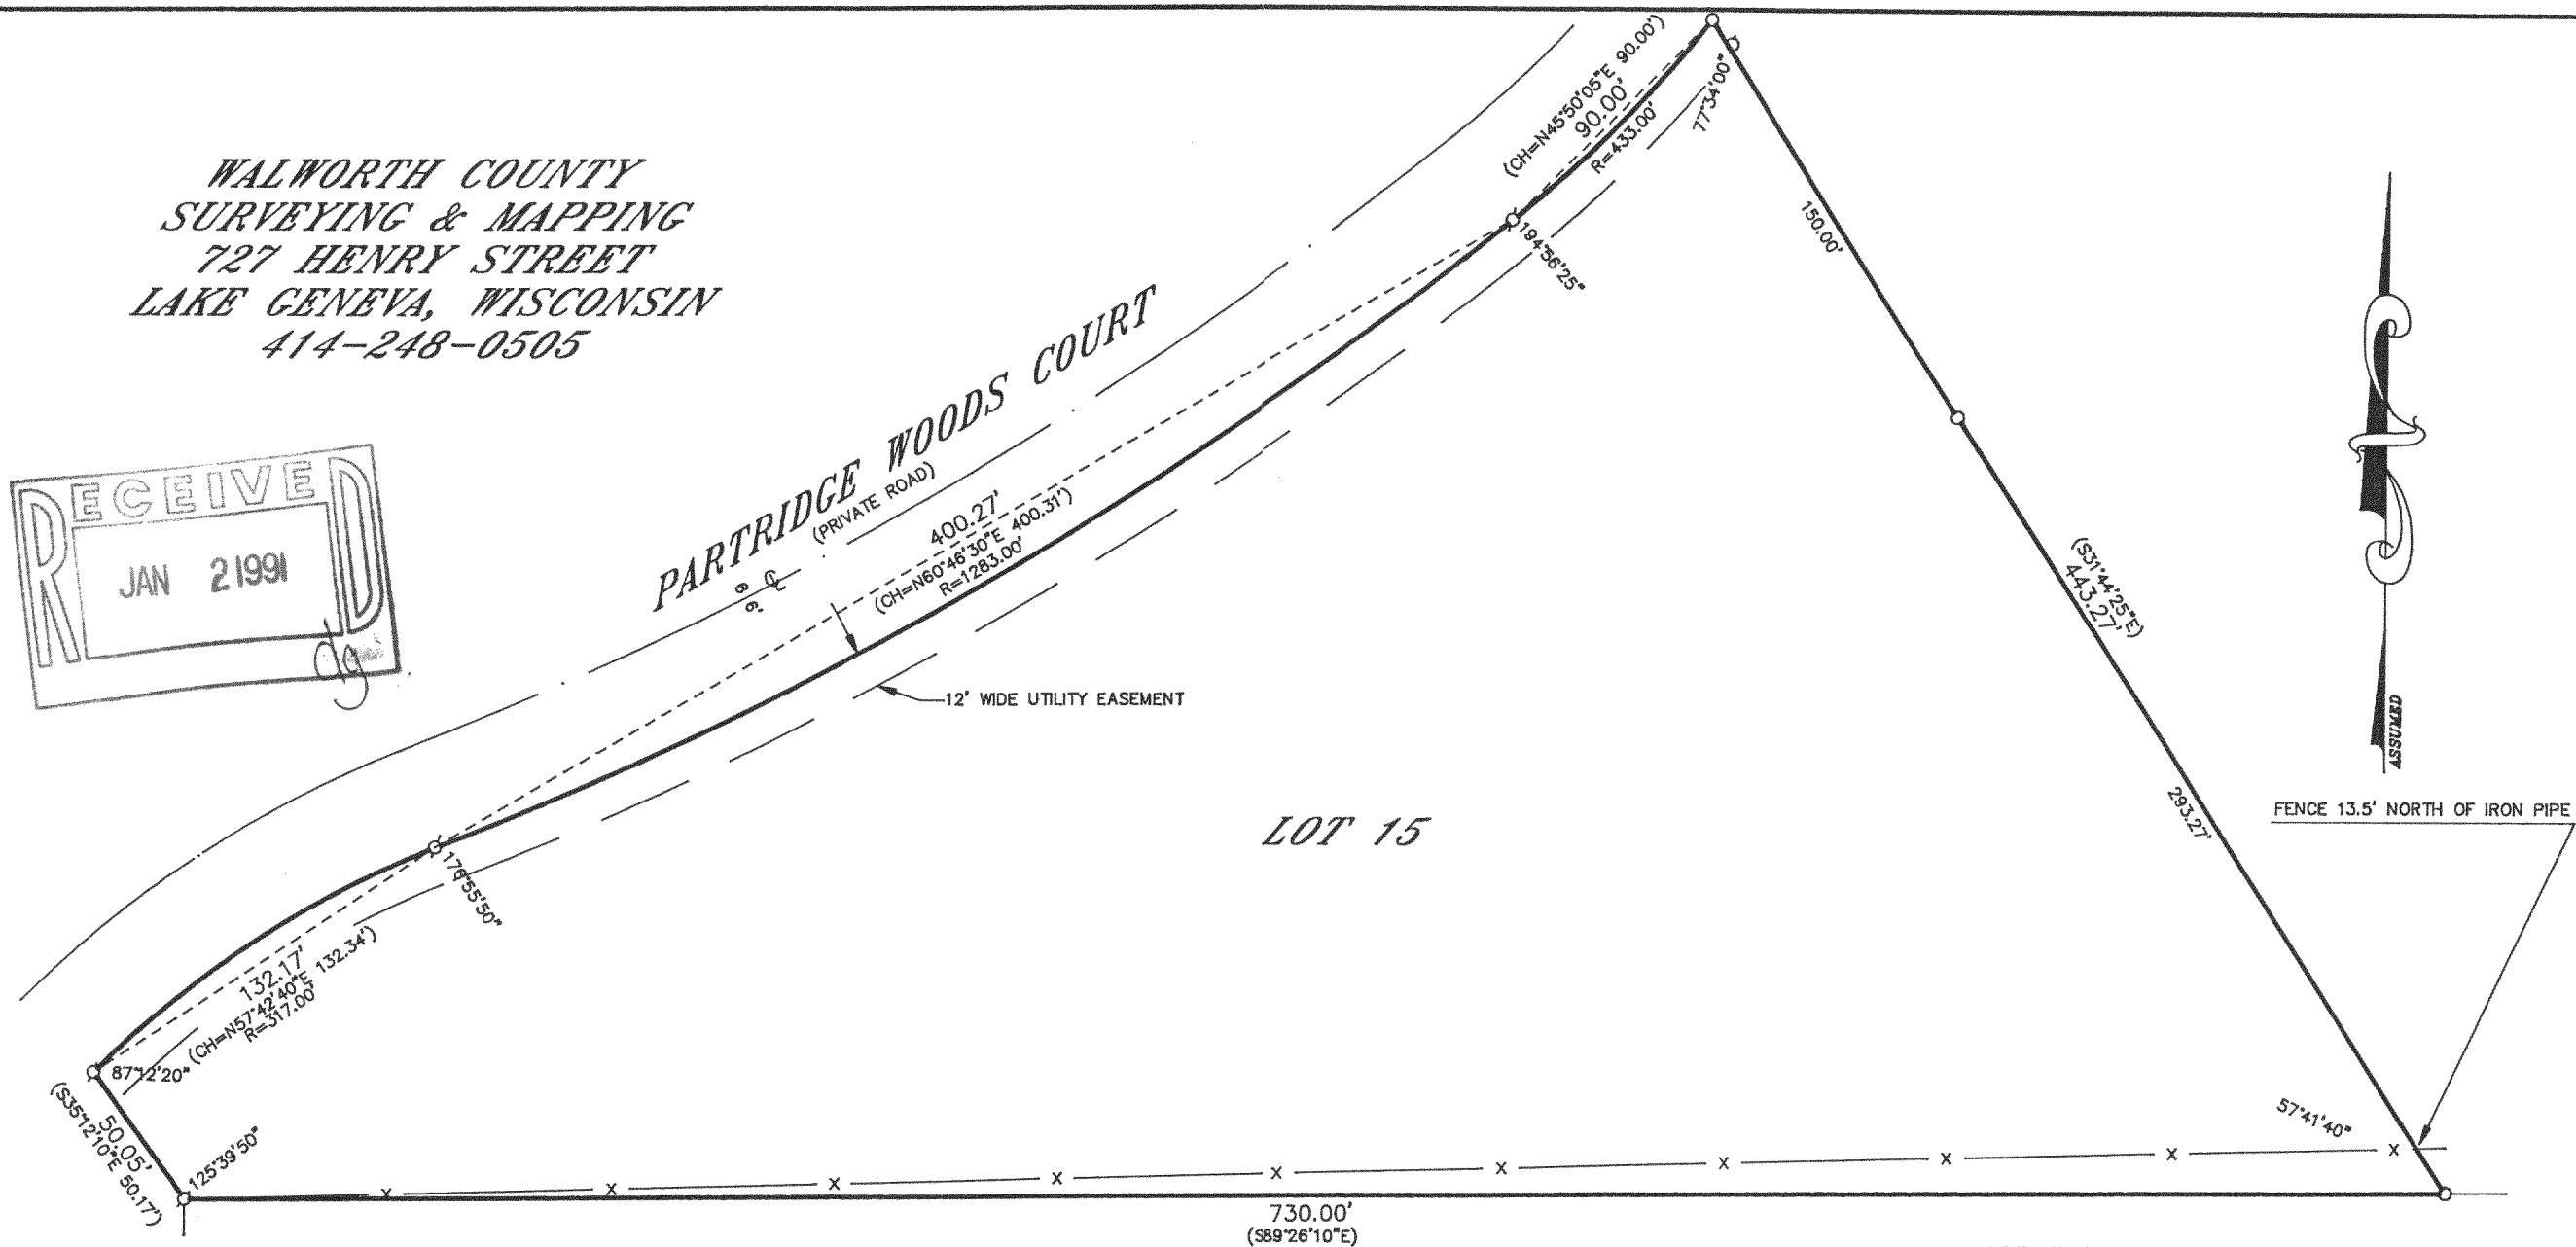 WALWORTH COUNTY
SURVEYING & MAPPING
727 HENRY STREET
LAKE GENEVA, WISCONSIN
414-248-0505
RECEIVED
JAN 2 1991
dg
PARTRIDGE WOODS COURT
(PRIVATE ROAD)
66'
(CH=N45°50'05"E 90.00')
90.00'
R=433.00'
77°34'00"
194°56'25"
150.00'
400.27'
(CH=N60°46'30"E 400.31')
R=1283.00'
12' WIDE UTILITY EASEMENT
(S31°44'25"E)
443.27'
293.27'
ASSUMED
FENCE 13.5' NORTH OF IRON PIPE
LOT 15
176°55'50"
132.17'
(CH=N57°42'40"E 132.34')
R=317.00'
87°12'20"
50.05'
(S35°12'10"E 50.17')
125°39'50"
57°41'40"
x x x x x x x x x x
730.00'
(S89°26'10"E)